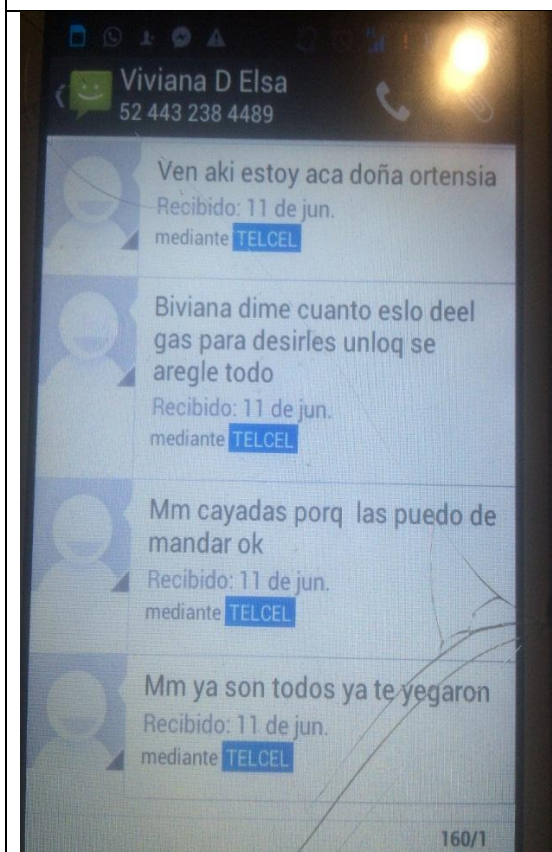 Viviana D Elsa
52 443 238 4489
Ven aki estoy aca doña ortensia
Recibido: 11 de jun.
mediante TELCEL
Biviana dime cuanto eslo deel
gas para desirles unloq se
aregle todo
Recibido: 11 de jun.
mediante TELCEL
Mm cayadas porq las puedo de
mandar ok
Recibido: 11 de jun.
mediante TELCEL
Mm ya son todos ya te yegaron
Recibido: 11 de jun.
mediante TELCEL
160/1